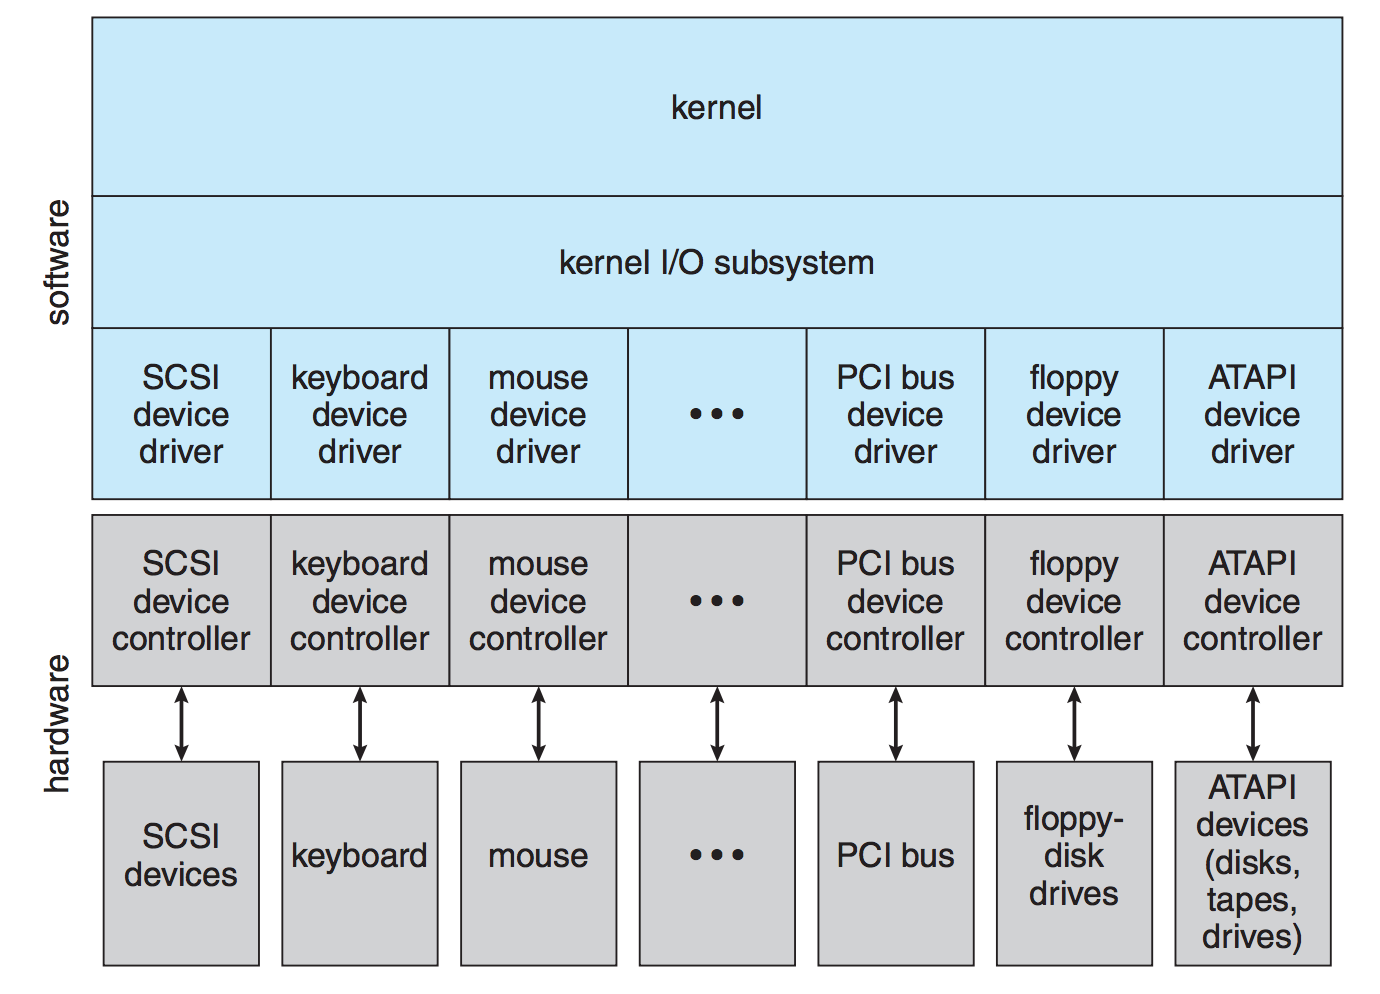 kernel
software
kernel I/O subsystem
SCSI
device
driver
keyboard
device
driver
mouse
device
driver
•••
PCI bus
device
driver
floppy
device
driver
ATAPI
device
driver
hardware
SCSI
device
controller
keyboard
device
controller
mouse
device
controller
•••
PCI bus
device
controller
floppy
device
controller
ATAPI
device
controller
SCSI
devices
keyboard
mouse
•••
PCI bus
floppy-
disk
drives
ATAPI
devices
(disks,
tapes,
drives)